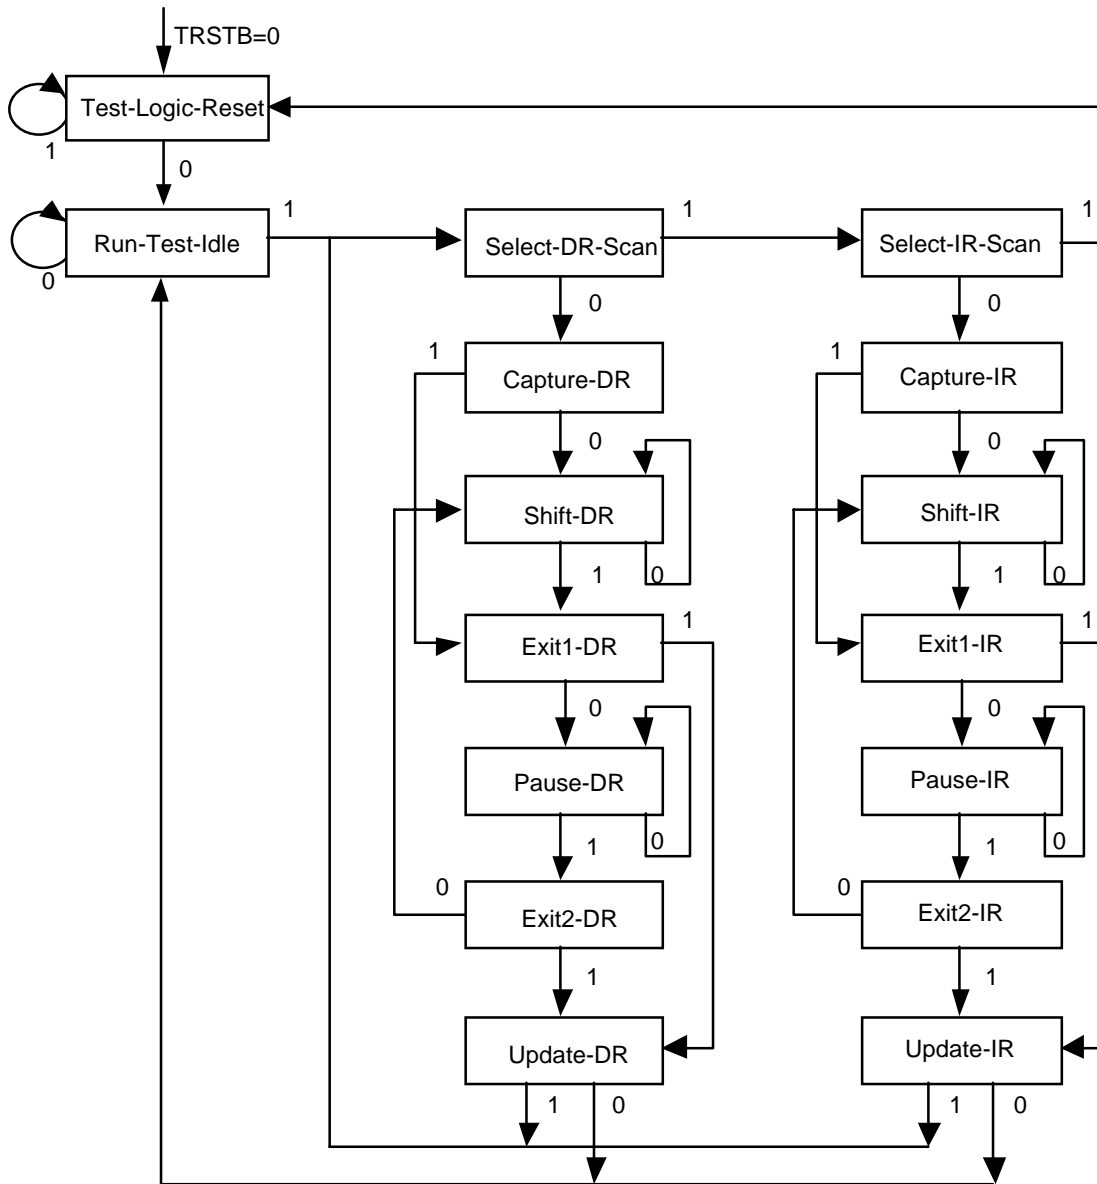 TRSTB=0
Test-Logic-Reset
1
0
Run-Test-Idle
1
0
Select-DR-Scan
1
Select-IR-Scan
1
0
0
1
Capture-DR
1
Capture-IR
0
0
Shift-DR
Shift-IR
1
0
1
0
Exit1-DR
1
Exit1-IR
1
0
0
Pause-DR
Pause-IR
1
0
1
0
0
Exit2-DR
0
Exit2-IR
1
1
Update-DR
Update-IR
1
0
1
0